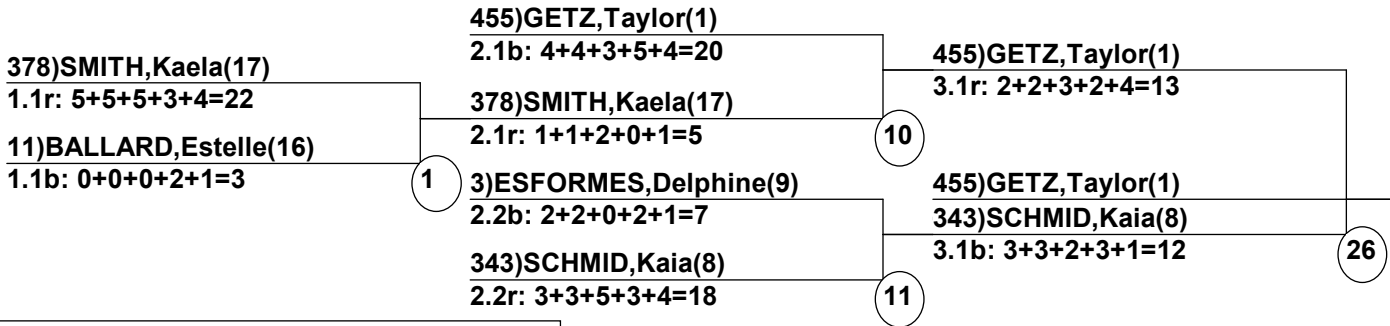 378)SMITH,Kaela(17)
1.1r: 5+5+5+3+4=22
11)BALLARD,Estelle(16)
1.1b: 0+0+0+2+1=3
1
455)GETZ,Taylor(1)
2.1b: 4+4+3+5+4=20
378)SMITH,Kaela(17)
2.1r: 1+1+2+0+1=5
10
3)ESFORMES,Delphine(9)
2.2b: 2+2+0+2+1=7
343)SCHMID,Kaia(8)
2.2r: 3+3+5+3+4=18
11
455)GETZ,Taylor(1)
3.1r: 2+2+3+2+4=13
455)GETZ,Taylor(1)
343)SCHMID,Kaia(8)
3.1b: 3+3+2+3+1=12
26